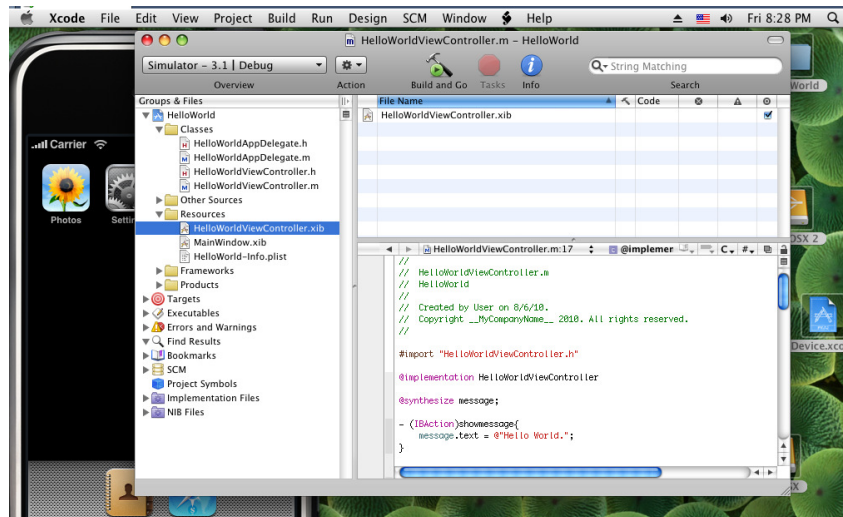 Xcode File Edit View Project Build Run Design SCM Window Help Fri 8:28 PM
HelloWorldViewController.m – HelloWorld
Simulator – 3.1 | Debug
String Matching
Overview Action Build and Go Tasks Info Search
World
Groups & Files
HelloWorld
Classes
HelloWorldAppDelegate.h
HelloWorldAppDelegate.m
HelloWorldViewController.h
HelloWorldViewController.m
Other Sources
Resources
HelloWorldViewController.xib
MainWindow.xib
HelloWorld-Info.plist
Frameworks
Products
Targets
Executables
Errors and Warnings
Find Results
Bookmarks
SCM
Project Symbols
Implementation Files
NIB Files
File Name Code
HelloWorldViewController.xib
HelloWorldViewController.m:17 @implemer C #
//
// HelloWorldViewController.m
// HelloWorld
//
// Created by User on 8/6/10.
// Copyright __MyCompanyName__ 2010. All rights reserved.
//
#import "HelloWorldViewController.h"
@implementation HelloWorldViewController
@synthesize message;
- (IBAction)showmessage{
message.text = @"Hello World.";
}
Carrier
Photos Settin
OSX 2
Device.xco